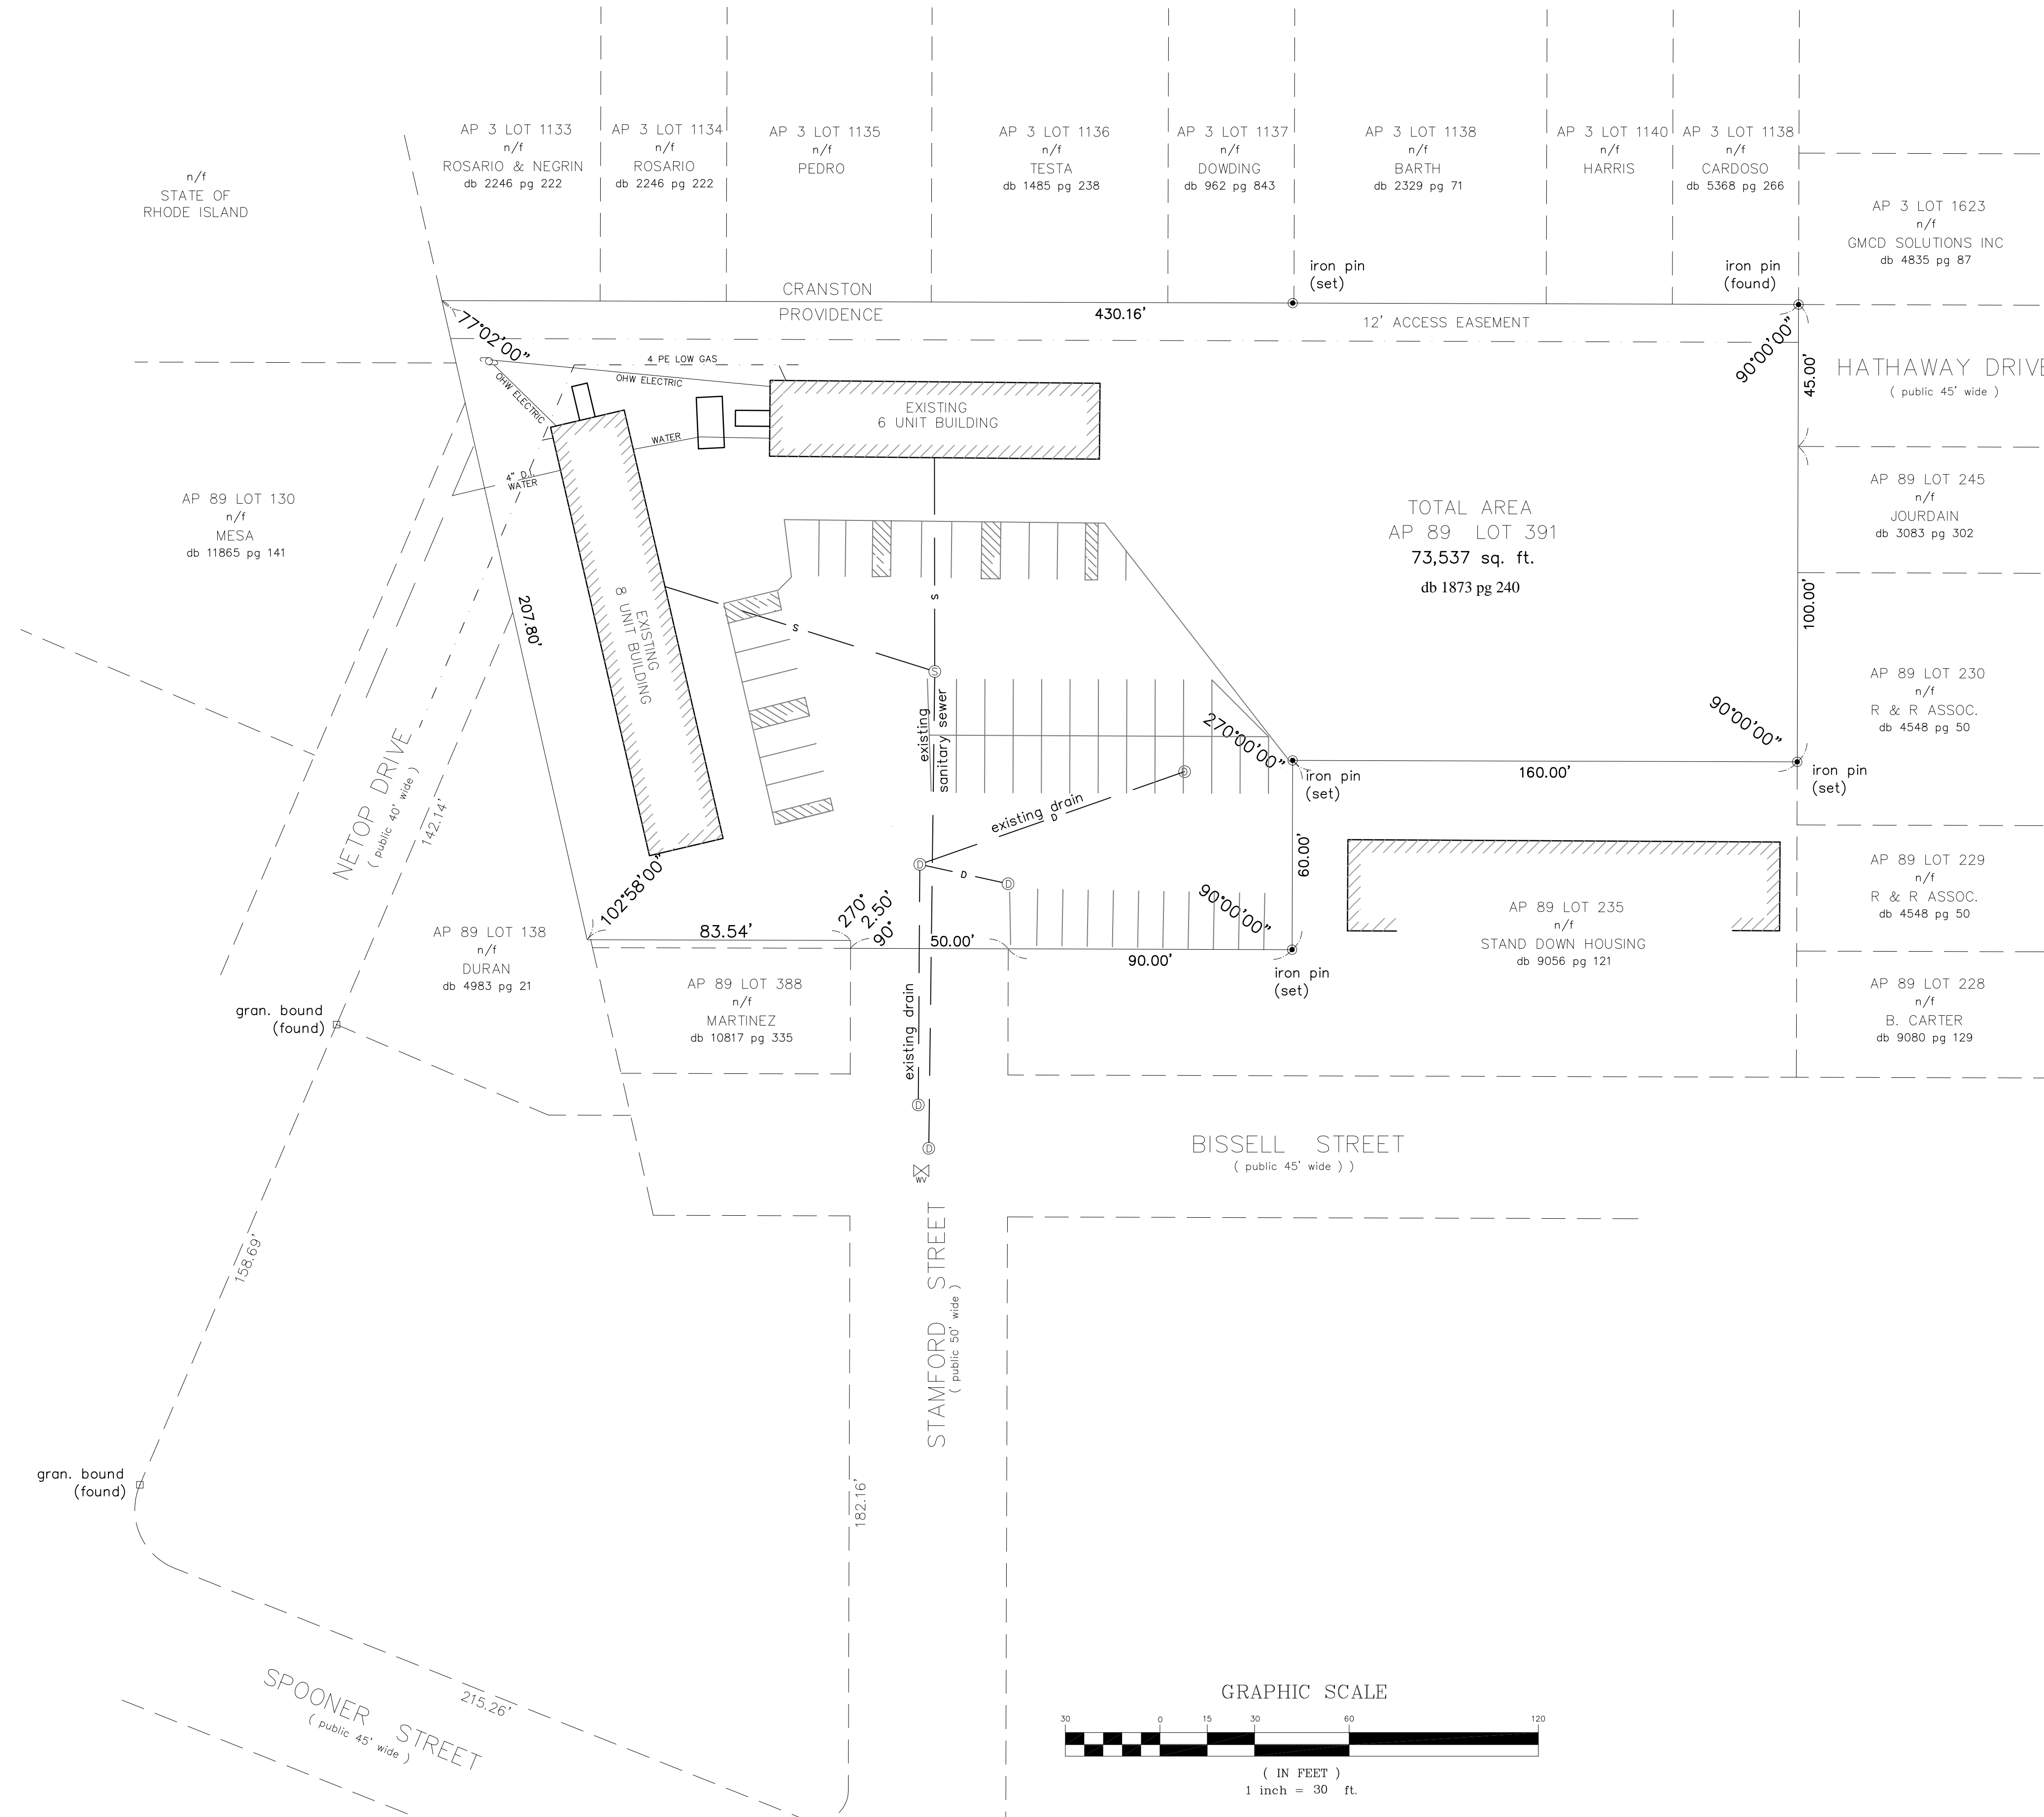 AP 3 LOT 1133
n/f
ROSARIO & NEGRIN
db 2246 pg 222
AP 3 LOT 1134
n/f
ROSARIO
db 2246 pg 222
AP 3 LOT 1135
n/f
PEDRO
AP 3 LOT 1136
n/f
TESTA
db 1485 pg 238
AP 3 LOT 1137
n/f
DOWDING
db 962 pg 843
AP 3 LOT 1138
n/f
BARTH
db 2329 pg 71
AP 3 LOT 1140
n/f
HARRIS
AP 3 LOT 1138
n/f
CARDOSO
db 5368 pg 266
n/f
STATE OF
RHODE ISLAND
AP 3 LOT 1623
n/f
GMCD SOLUTIONS INC
db 4835 pg 87
iron pin
(set)
iron pin
(found)
CRANSTON
PROVIDENCE
430.16'
12' ACCESS EASEMENT
77°02'00"
90°00'00"
45.00'
HATHAWAY DRIVE
( public 45' wide )
4 PE LOW GAS
OHW ELECTRIC
OHW ELECTRIC
EXISTING
6 UNIT BUILDING
WATER
4" D.I.
WATER
AP 89 LOT 130
n/f
MESA
db 11865 pg 141
TOTAL AREA
AP 89 LOT 391
73,537 sq. ft.
db 1873 pg 240
AP 89 LOT 245
n/f
JOURDAIN
db 3083 pg 302
207.80'
EXISTING
8 UNIT BUILDING
S
S
S
100.00'
AP 89 LOT 230
n/f
R & R ASSOC.
db 4548 pg 50
existing
sanitary sewer
270°00'00"
90°00'00"
NETOP DRIVE
( public 40' wide )
142.14'
D
existing drain
D
iron pin
(set)
160.00'
iron pin
(set)
D
D
D
60.00'
AP 89 LOT 229
n/f
R & R ASSOC.
db 4548 pg 50
102°58'00"
270°
2.50'
90°
90°00'00"
AP 89 LOT 235
n/f
STAND DOWN HOUSING
db 9056 pg 121
AP 89 LOT 138
n/f
DURAN
db 4983 pg 21
83.54'
50.00'
90.00'
iron pin
(set)
AP 89 LOT 388
n/f
MARTINEZ
db 10817 pg 335
existing drain
AP 89 LOT 228
n/f
B. CARTER
db 9080 pg 129
gran. bound
(found)
D
D
WV
BISSELL STREET
( public 45' wide ) )
158.69'
STAMFORD STREET
( public 50' wide )
gran. bound
(found)
182.16'
SPOONER STREET
( public 45' wide )
215.26'
GRAPHIC SCALE
30 0 15 30 60 120
( IN FEET )
1 inch = 30 ft.